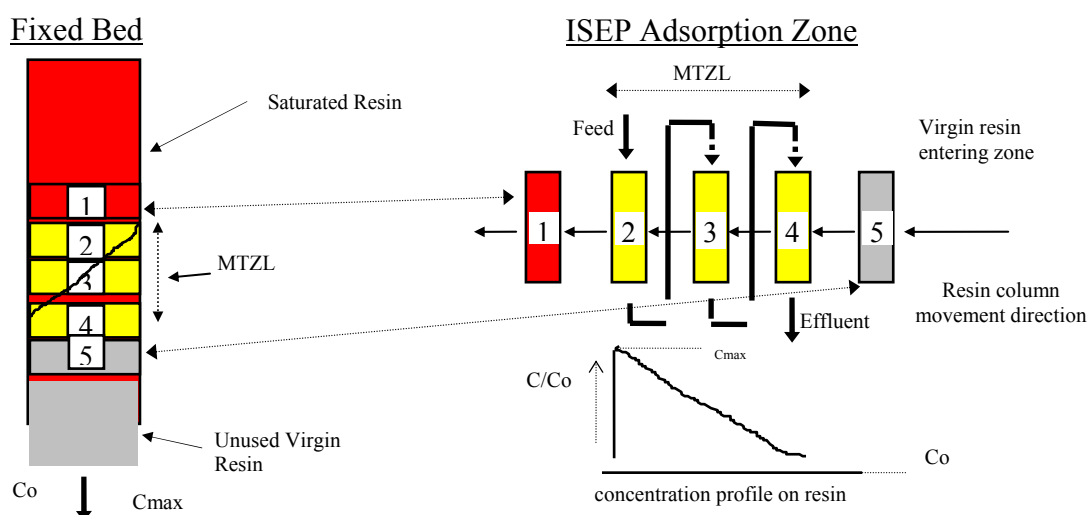 Fixed Bed
ISEP Adsorption Zone
MTZL
Saturated Resin
Feed
Virgin resin
entering zone
1
2
3
4
5
MTZL
1
2
3
4
5
Resin column
movement direction
Effluent
Cmax
C/Co
Unused Virgin
Resin
Co
Co
Cmax
concentration profile on resin